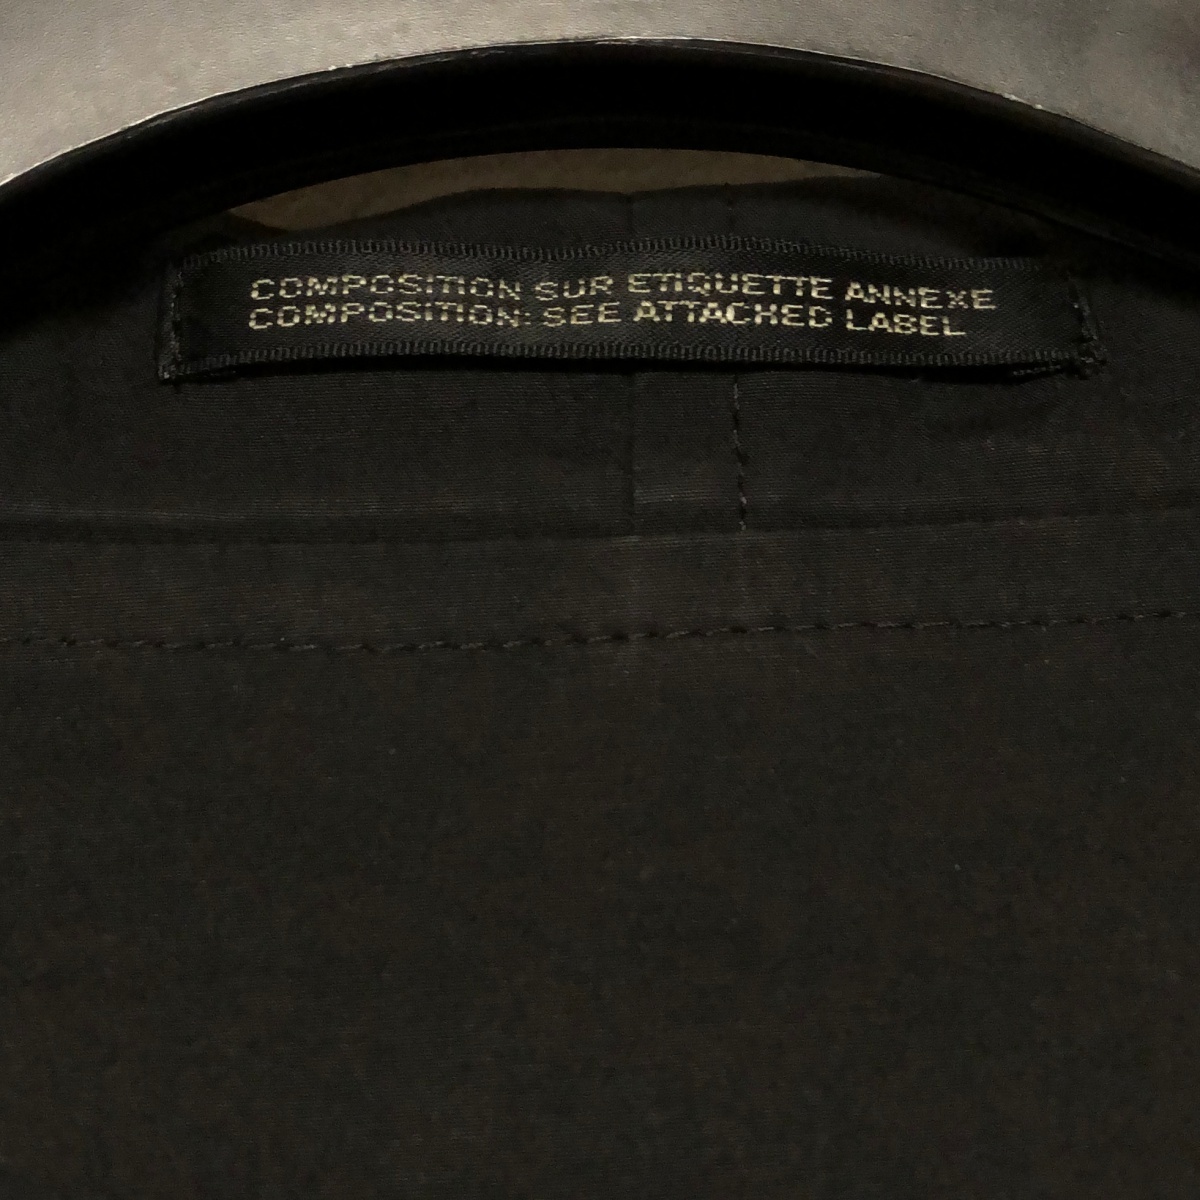 COMPOSITION SUR ETIQUETTE ANNEXE
COMPOSITION: SEE ATTACHED LABEL